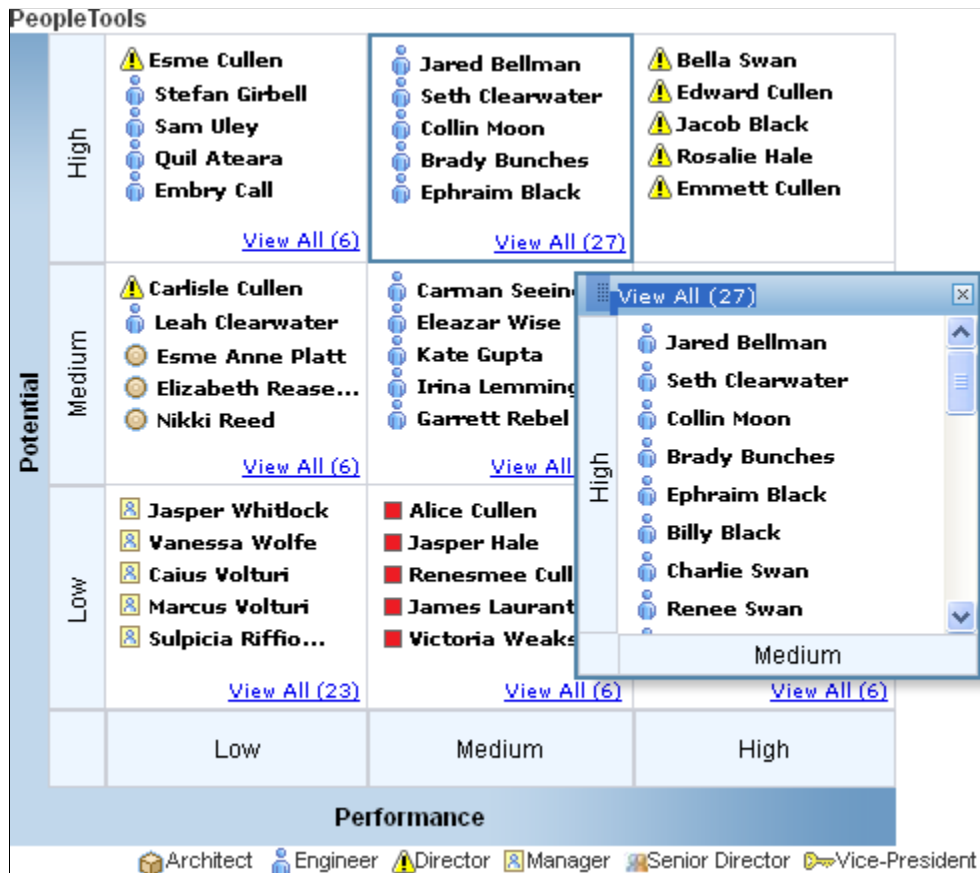 PeopleTools
Potential
High
Esme Cullen
Stefan Girbell
Sam Uley
Quil Ateara
Embry Call
View All (6)
Jared Bellman
Seth Clearwater
Collin Moon
Brady Bunches
Ephraim Black
View All (27)
Bella Swan
Edward Cullen
Jacob Black
Rosalie Hale
Emmett Cullen
Medium
Carlisle Cullen
Leah Clearwater
Esme Anne Platt
Elizabeth Rease...
Nikki Reed
View All (6)
Carman
Eleazar Wise
Kate Gupta
Irina
Garrett Rebel
View All
Low
Jasper Whitlock
Vanessa Wolfe
Caius Volturi
Marcus Volturi
Sulpicia Riffio...
View All (23)
Alice Cullen
Jasper Hale
Renesmee
James Laurant
Victoria
View All (6)
View All (6)
View All (27)
High
Jared Bellman
Seth Clearwater
Collin Moon
Brady Bunches
Ephraim Black
Billy Black
Charlie Swan
Renee Swan
Medium
Low
Medium
High
Performance
Architect Engineer Director Manager Senior Director Vice-President